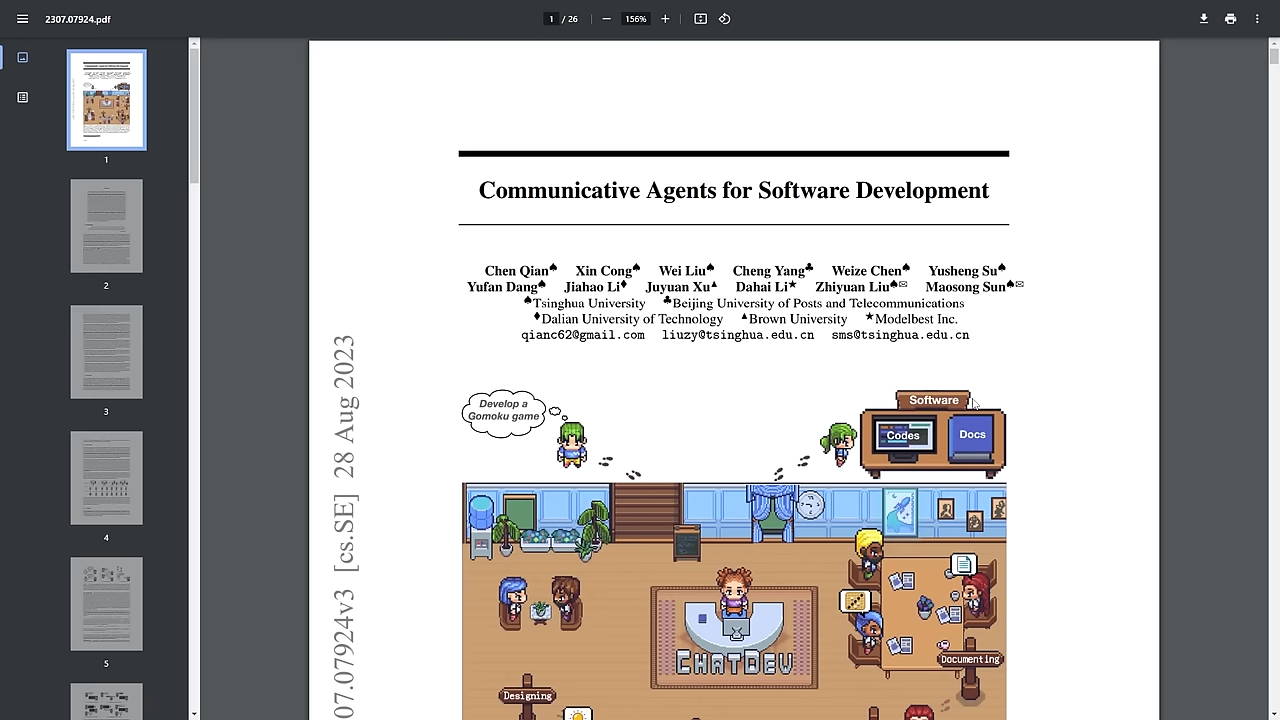 2307.07924.pdf
1 / 26
156%
1
2
3
4
5
Communicative Agents for Software Development
Chen Qian♠ Xin Cong♠ Wei Liu♠ Cheng Yang♣ Weize Chen♠ Yusheng Su♠
Yufan Dang♠ Jiahao Li♦ Juyuan Xu▲ Dahai Li★ Zhiyuan Liu♠✉ Maosong Sun♠✉
♠Tsinghua University ♣Beijing University of Posts and Telecommunications
♦Dalian University of Technology ▲Brown University ★Modelbest Inc.
qianc62@gmail.com liuzy@tsinghua.edu.cn sms@tsinghua.edu.cn
07.07924v3 [cs.SE] 28 Aug 2023
Develop a
Gomoku game
Software
Codes
Docs
CHATDEV
Documenting
Designing